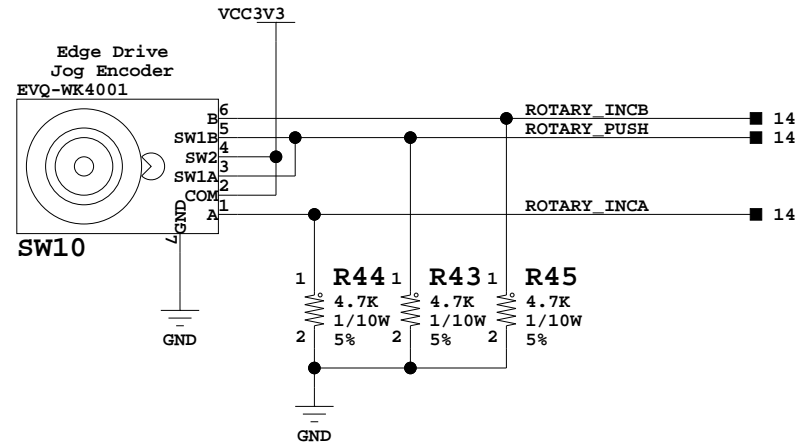 VCC3V3
Edge Drive
Jog Encoder
EVQ-WK4001
B 6 ROTARY_INCB 14
SW1B 5 ROTARY_PUSH 14
SW2 4
SW1A 3
COM 2
A 1 ROTARY_INCA 14
GND
7
SW10
GND
1 R44 1 R43 1 R45
4.7K 4.7K 4.7K
1/10W 1/10W 1/10W
2 5% 2 5% 2 5%
GND